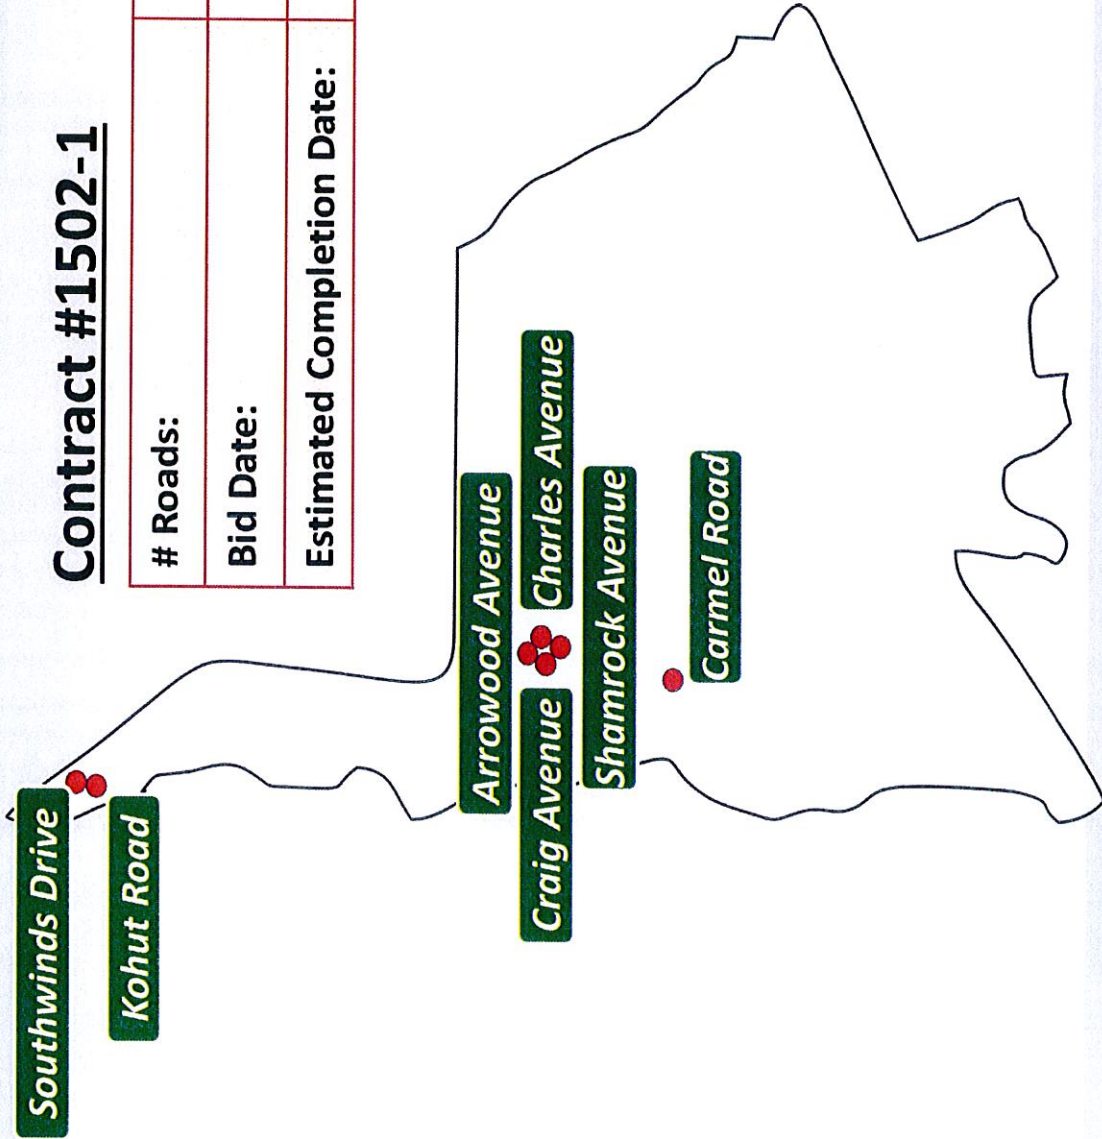 Contract #1502-1
# Roads:
Bid Date:
Estimated Completion Date:
Southwinds Drive
Kohut Road
Arrowood Avenue
Craig Avenue
Charles Avenue
Shamrock Avenue
Carmel Road